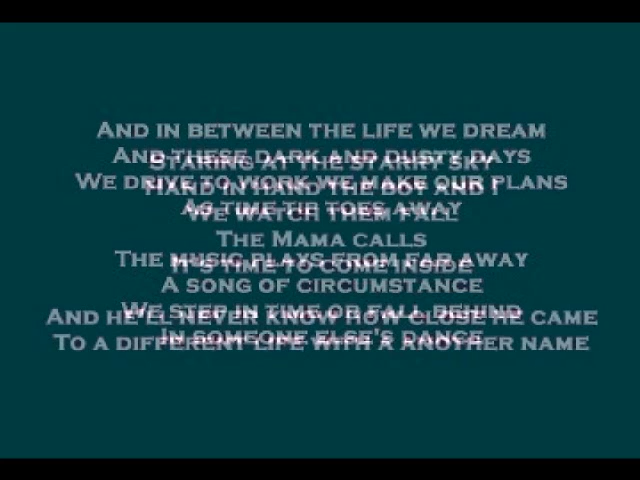 AND IN BETWEEN THE LIFE WE DREAM
AND THESE DARK AND DUSTY DAYS
STARING AT THE STARRY SKY
WE DRIVE TO WORK WE MAKE OUR PLANS
HAND IN HAND THE BOY AND I
AS TIME TIP TOES AWAY
WE WATCH THEM FALL
THE MAMA CALLS
THE MUSIC PLAYS FROM FAR AWAY
IT'S TIME TO COME INSIDE
A SONG OF CIRCUMSTANCE
WE STEP IN TIME OR FALL BEHIND
AND HE'LL NEVER KNOW HOW CLOSE HE CAME
IN SOMEONE ELSE'S DANCE
TO A DIFFERENT LIFE WITH A ANOTHER NAME